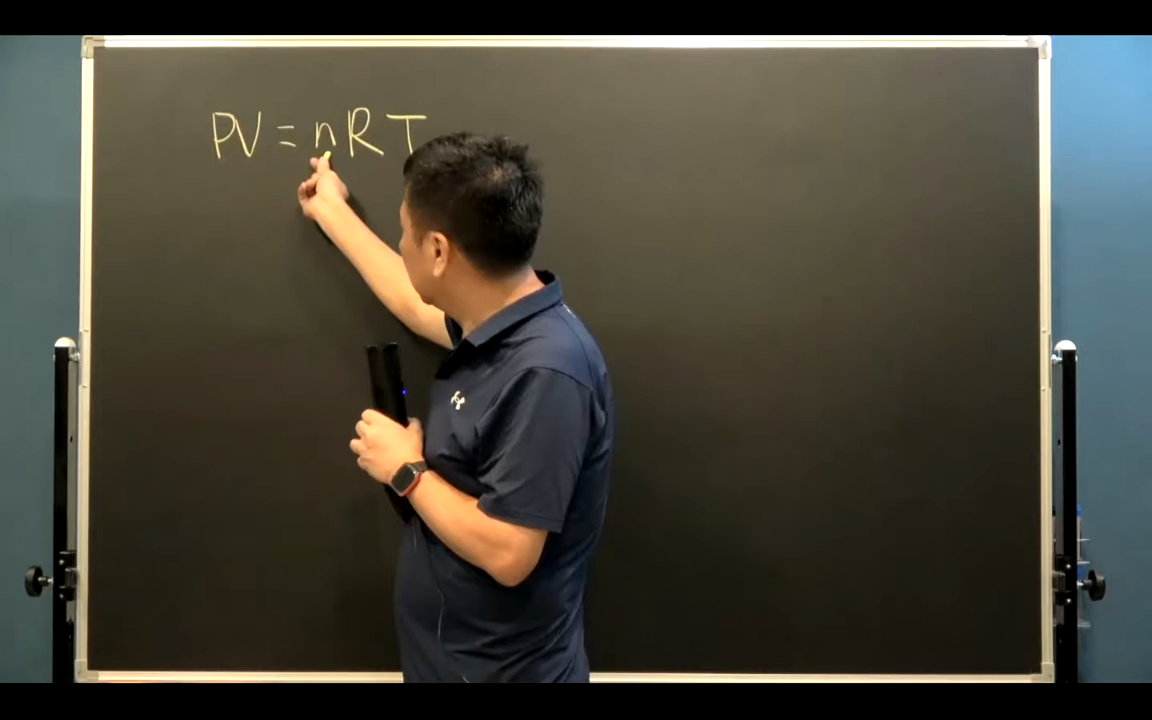 PV = nRT